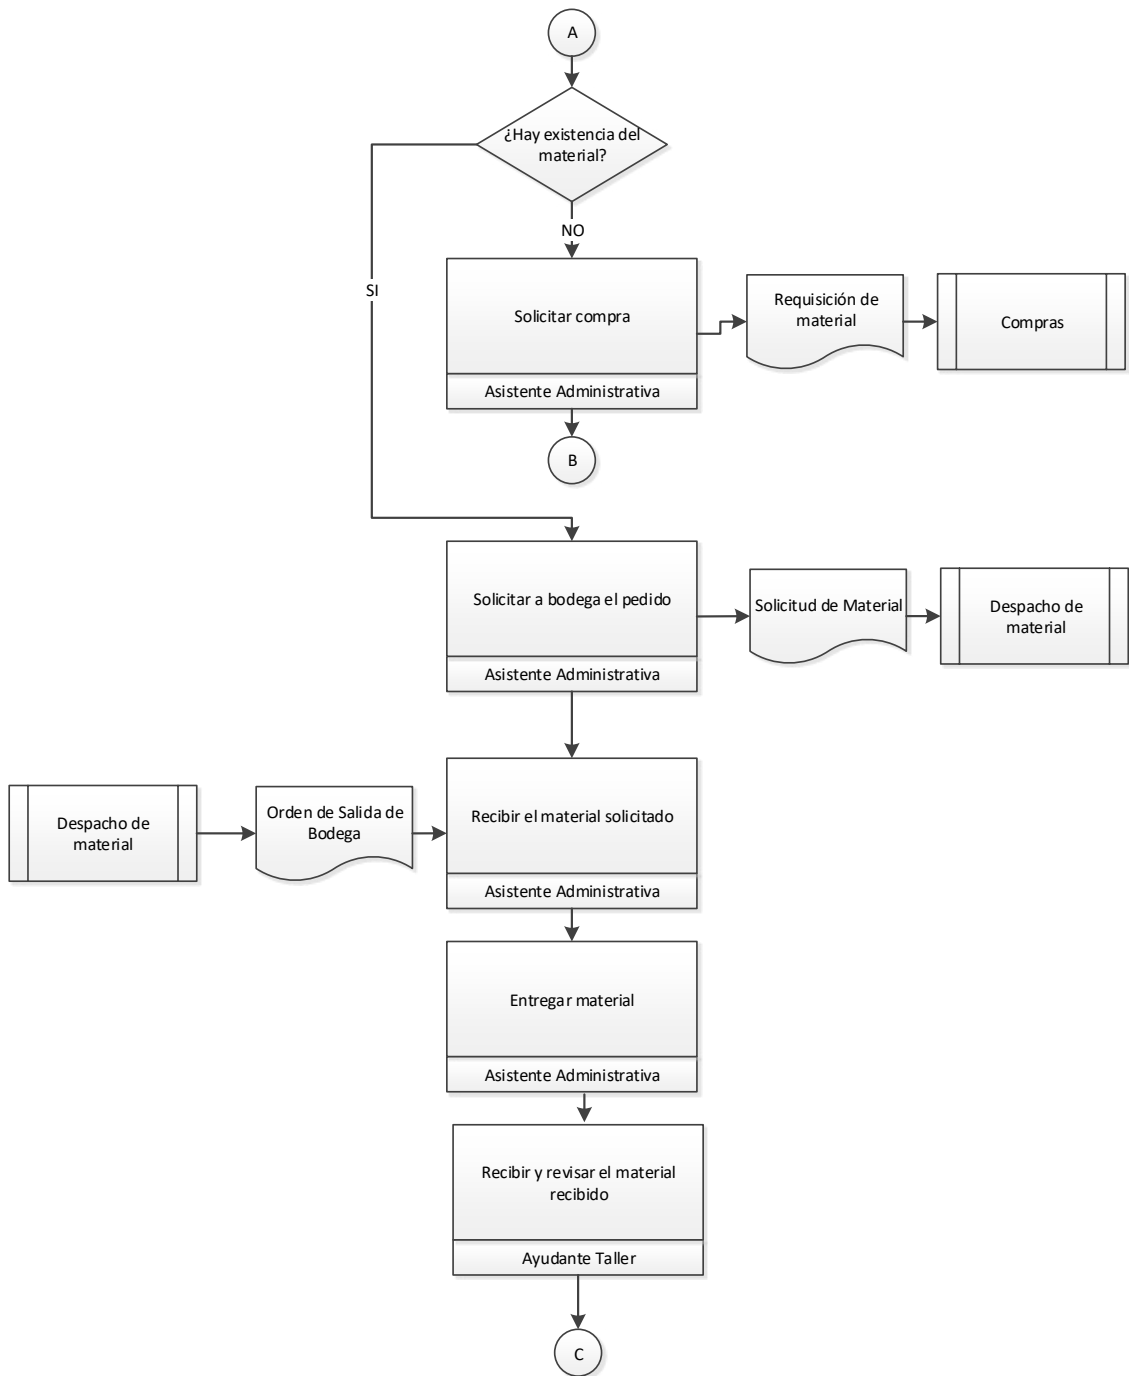 A
¿Hay existencia del
material?
NO
SI
Solicitar compra
Asistente Administrativa
Requisición de
material
Compras
B
Solicitar a bodega el pedido
Asistente Administrativa
Solicitud de Material
Despacho de
material
Despacho de
material
Orden de Salida de
Bodega
Recibir el material solicitado
Asistente Administrativa
Entregar material
Asistente Administrativa
Recibir y revisar el material
recibido
Ayudante Taller
C